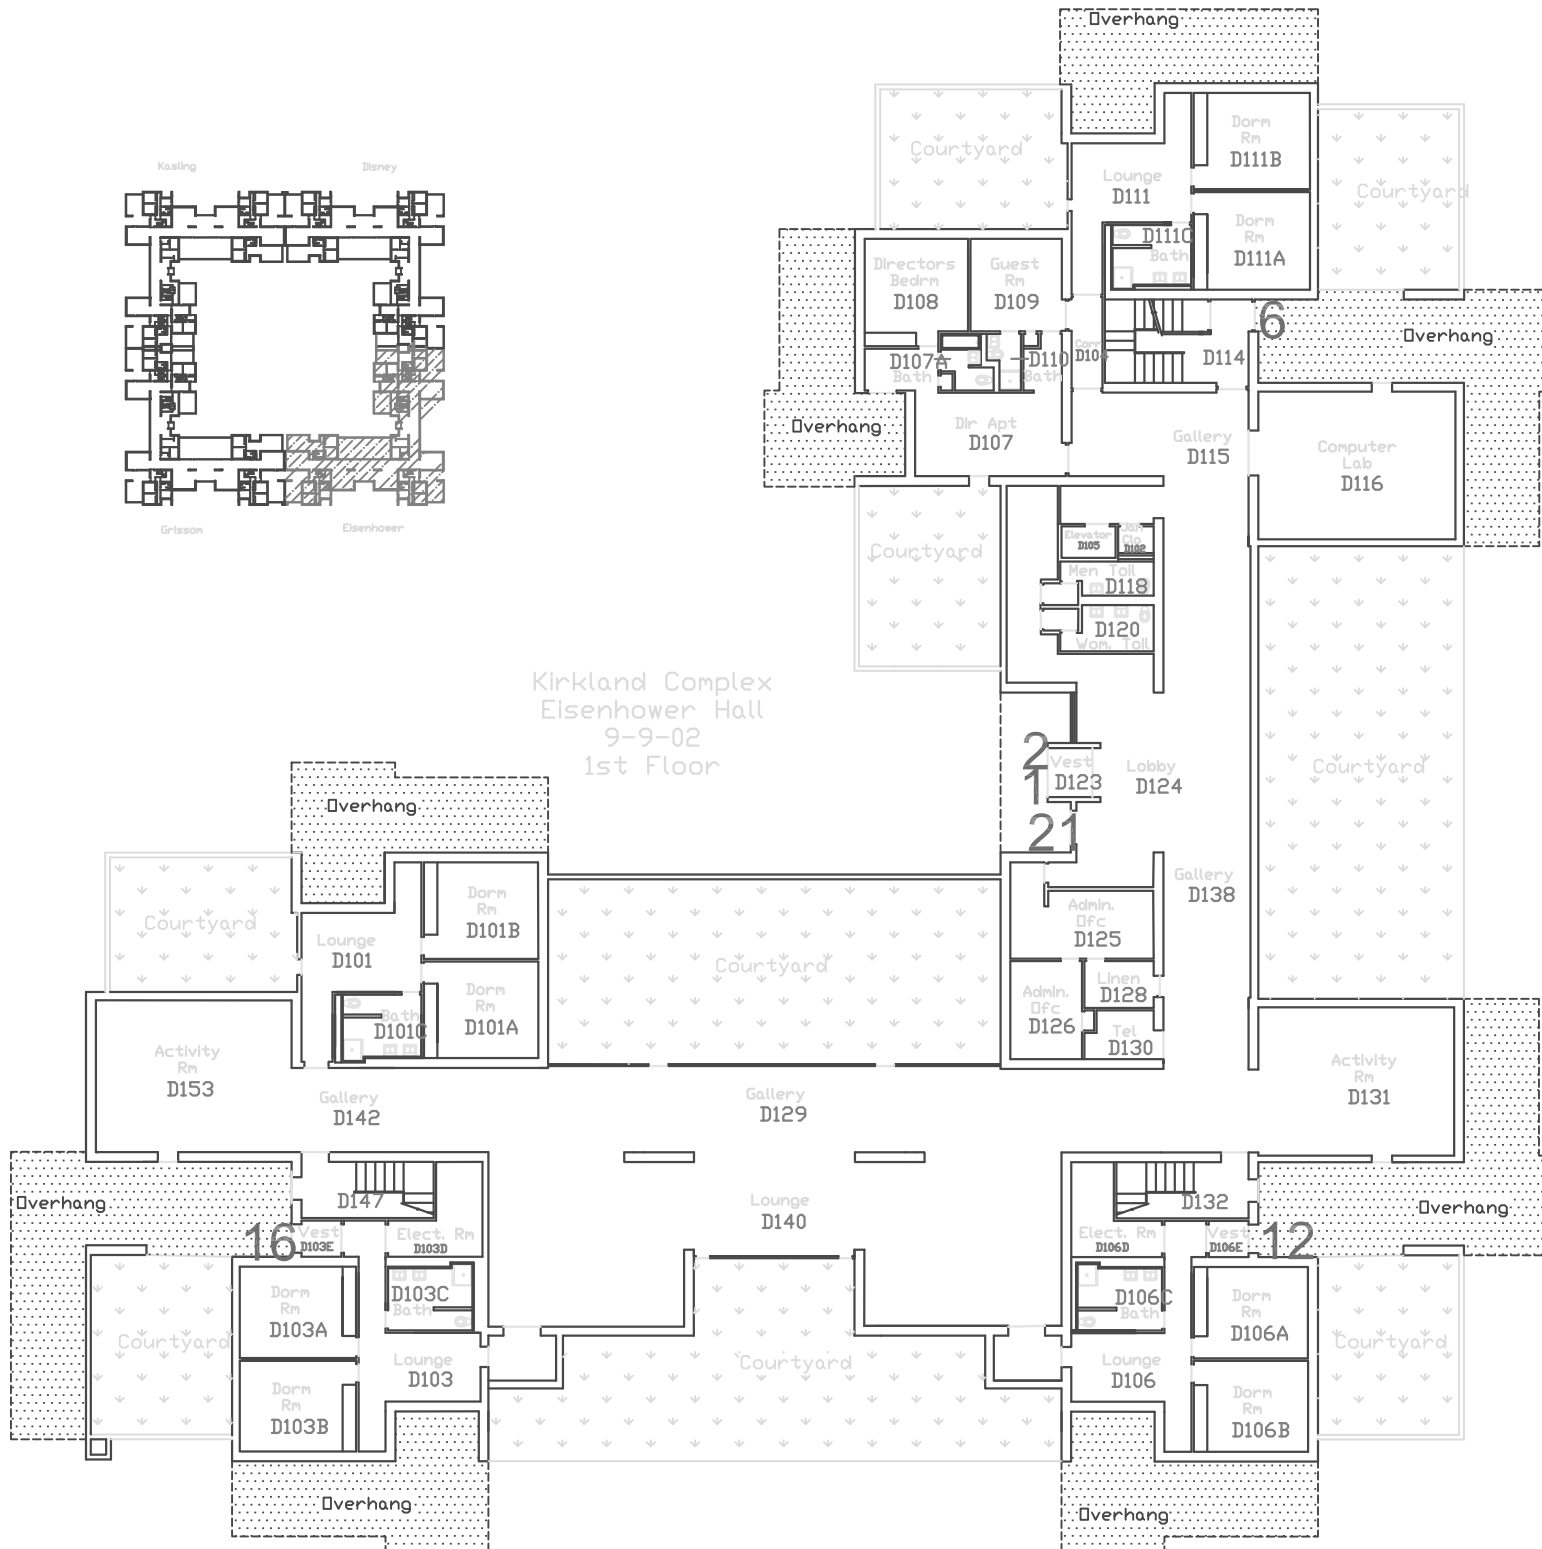 Overhang
Kasling
Disney
Grissom
Eisenhower
Courtyard
Dorm
Rm
D111B
Lounge
D111
Courtyard
Dorm
Rm
D111A
D111C
Bath
Directors
Bedrm
D108
Guest
Rm
D109
6
Overhang
Corr
D104
D114
D107A
Bath
D110
Bath
Overhang
Dir Apt
D107
Gallery
D115
Computer
Lab
D116
Courtyard
Elevator
D105
Jan
Clo
D102
Men Toil
D118
D120
Wom. Toil
Kirkland Complex
Eisenhower Hall
9-9-02
1st Floor
2
1
21
Vest
D123
Lobby
D124
Courtyard
Overhang
Gallery
D138
Courtyard
Dorm
Rm
D101B
Lounge
D101
Courtyard
Admin.
Ofc
D125
Dorm
Rm
D101A
Bath
D101C
Admin.
Ofc
D126
Linen
D128
Tel
D130
Activity
Rm
D153
Gallery
D142
Gallery
D129
Activity
Rm
D131
Overhang
D147
Lounge
D140
D132
Overhang
16
Vest
D103E
Elect. Rm
D103D
Elect. Rm
D106D
Vest
D106E
12
Courtyard
Dorm
Rm
D103A
D103C
Bath
D106C
Bath
Dorm
Rm
D106A
Courtyard
Lounge
D103
Courtyard
Lounge
D106
Dorm
Rm
D103B
Dorm
Rm
D106B
Overhang
Overhang